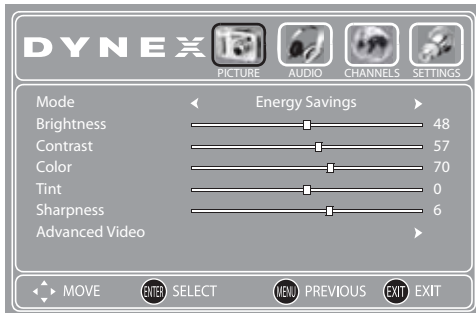 DYNEX
PICTURE AUDIO CHANNELS SETTINGS
Mode Energy Savings
Brightness 48
Contrast 57
Color 70
Tint 0
Sharpness 6
Advanced Video
MOVE ENTER SELECT MENU PREVIOUS EXIT EXIT